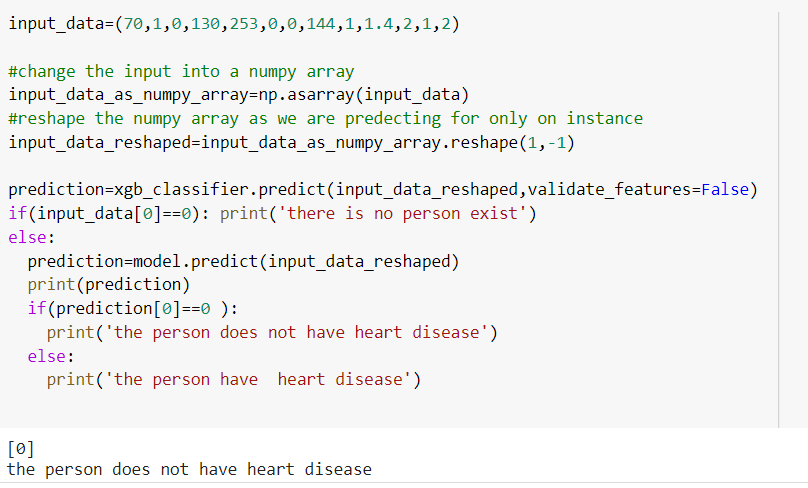 input_data=(70,1,0,130,253,0,0,144,1,1.4,2,1,2)
#change the input into a numpy array
input_data_as_numpy_array=np.asarray(input_data)
#reshape the numpy array as we are predecting for only on instance
input_data_reshaped=input_data_as_numpy_array.reshape(1,-1)
prediction=xgb_classifier.predict(input_data_reshaped,validate_features=False)
if(input_data[0]==0): print('there is no person exist')
else:
  prediction=model.predict(input_data_reshaped)
  print(prediction)
  if(prediction[0]==0 ):
    print('the person does not have heart disease')
  else:
    print('the person have  heart disease')
[0]
the person does not have heart disease